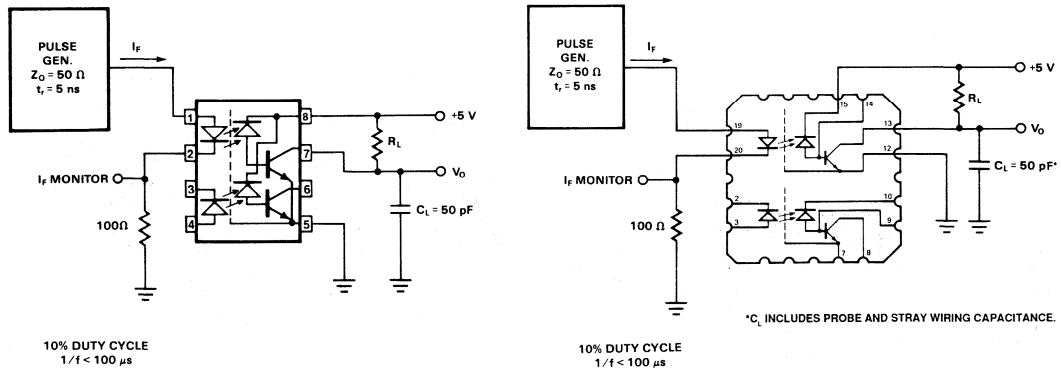 PULSE
GEN.
Z₀ = 50 Ω
tᵣ = 5 ns
I_F
1
2
3
4
8
7
6
5
+5 V
R_L
V_O
C_L = 50 pF
I_F MONITOR
100Ω
10% DUTY CYCLE
1/f < 100 μs
PULSE
GEN.
Z_O = 50 Ω
tᵣ = 5 ns
I_F
19
20
2
3
15
14
13
12
10
9
7
8
+5 V
R_L
V_O
C_L = 50 pF*
I_F MONITOR
100 Ω
*C_L INCLUDES PROBE AND STRAY WIRING CAPACITANCE.
10% DUTY CYCLE
1/f < 100 μs